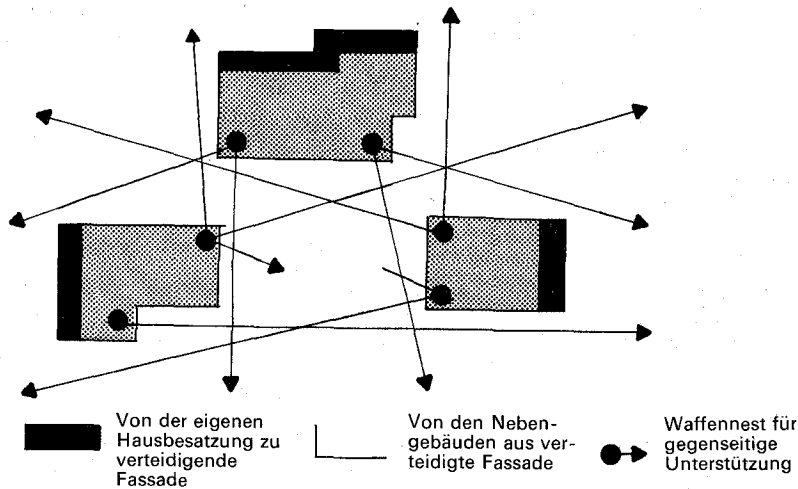 Von der eigenen
Hausbesatzung zu
verteidigende
Fassade
Von den Neben-
gebäuden aus ver-
teidigte Fassade
Waffennest für
gegenseitige
Unterstützung